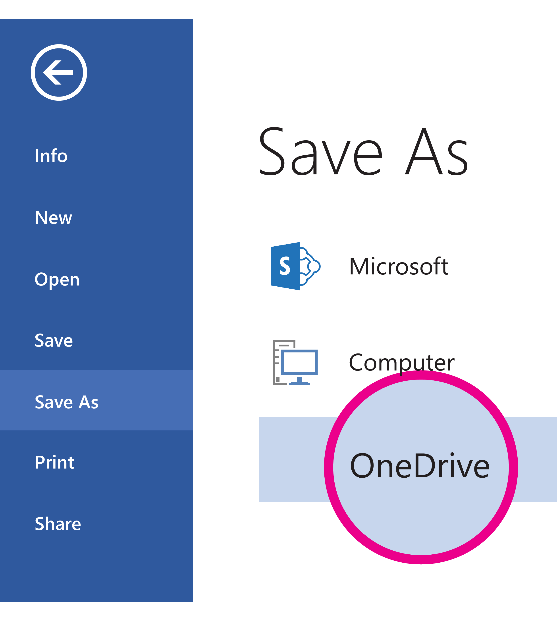 Info
New
Open
Save
Save As
Print
Share
Save As
S
Microsoft
Computer
OneDrive